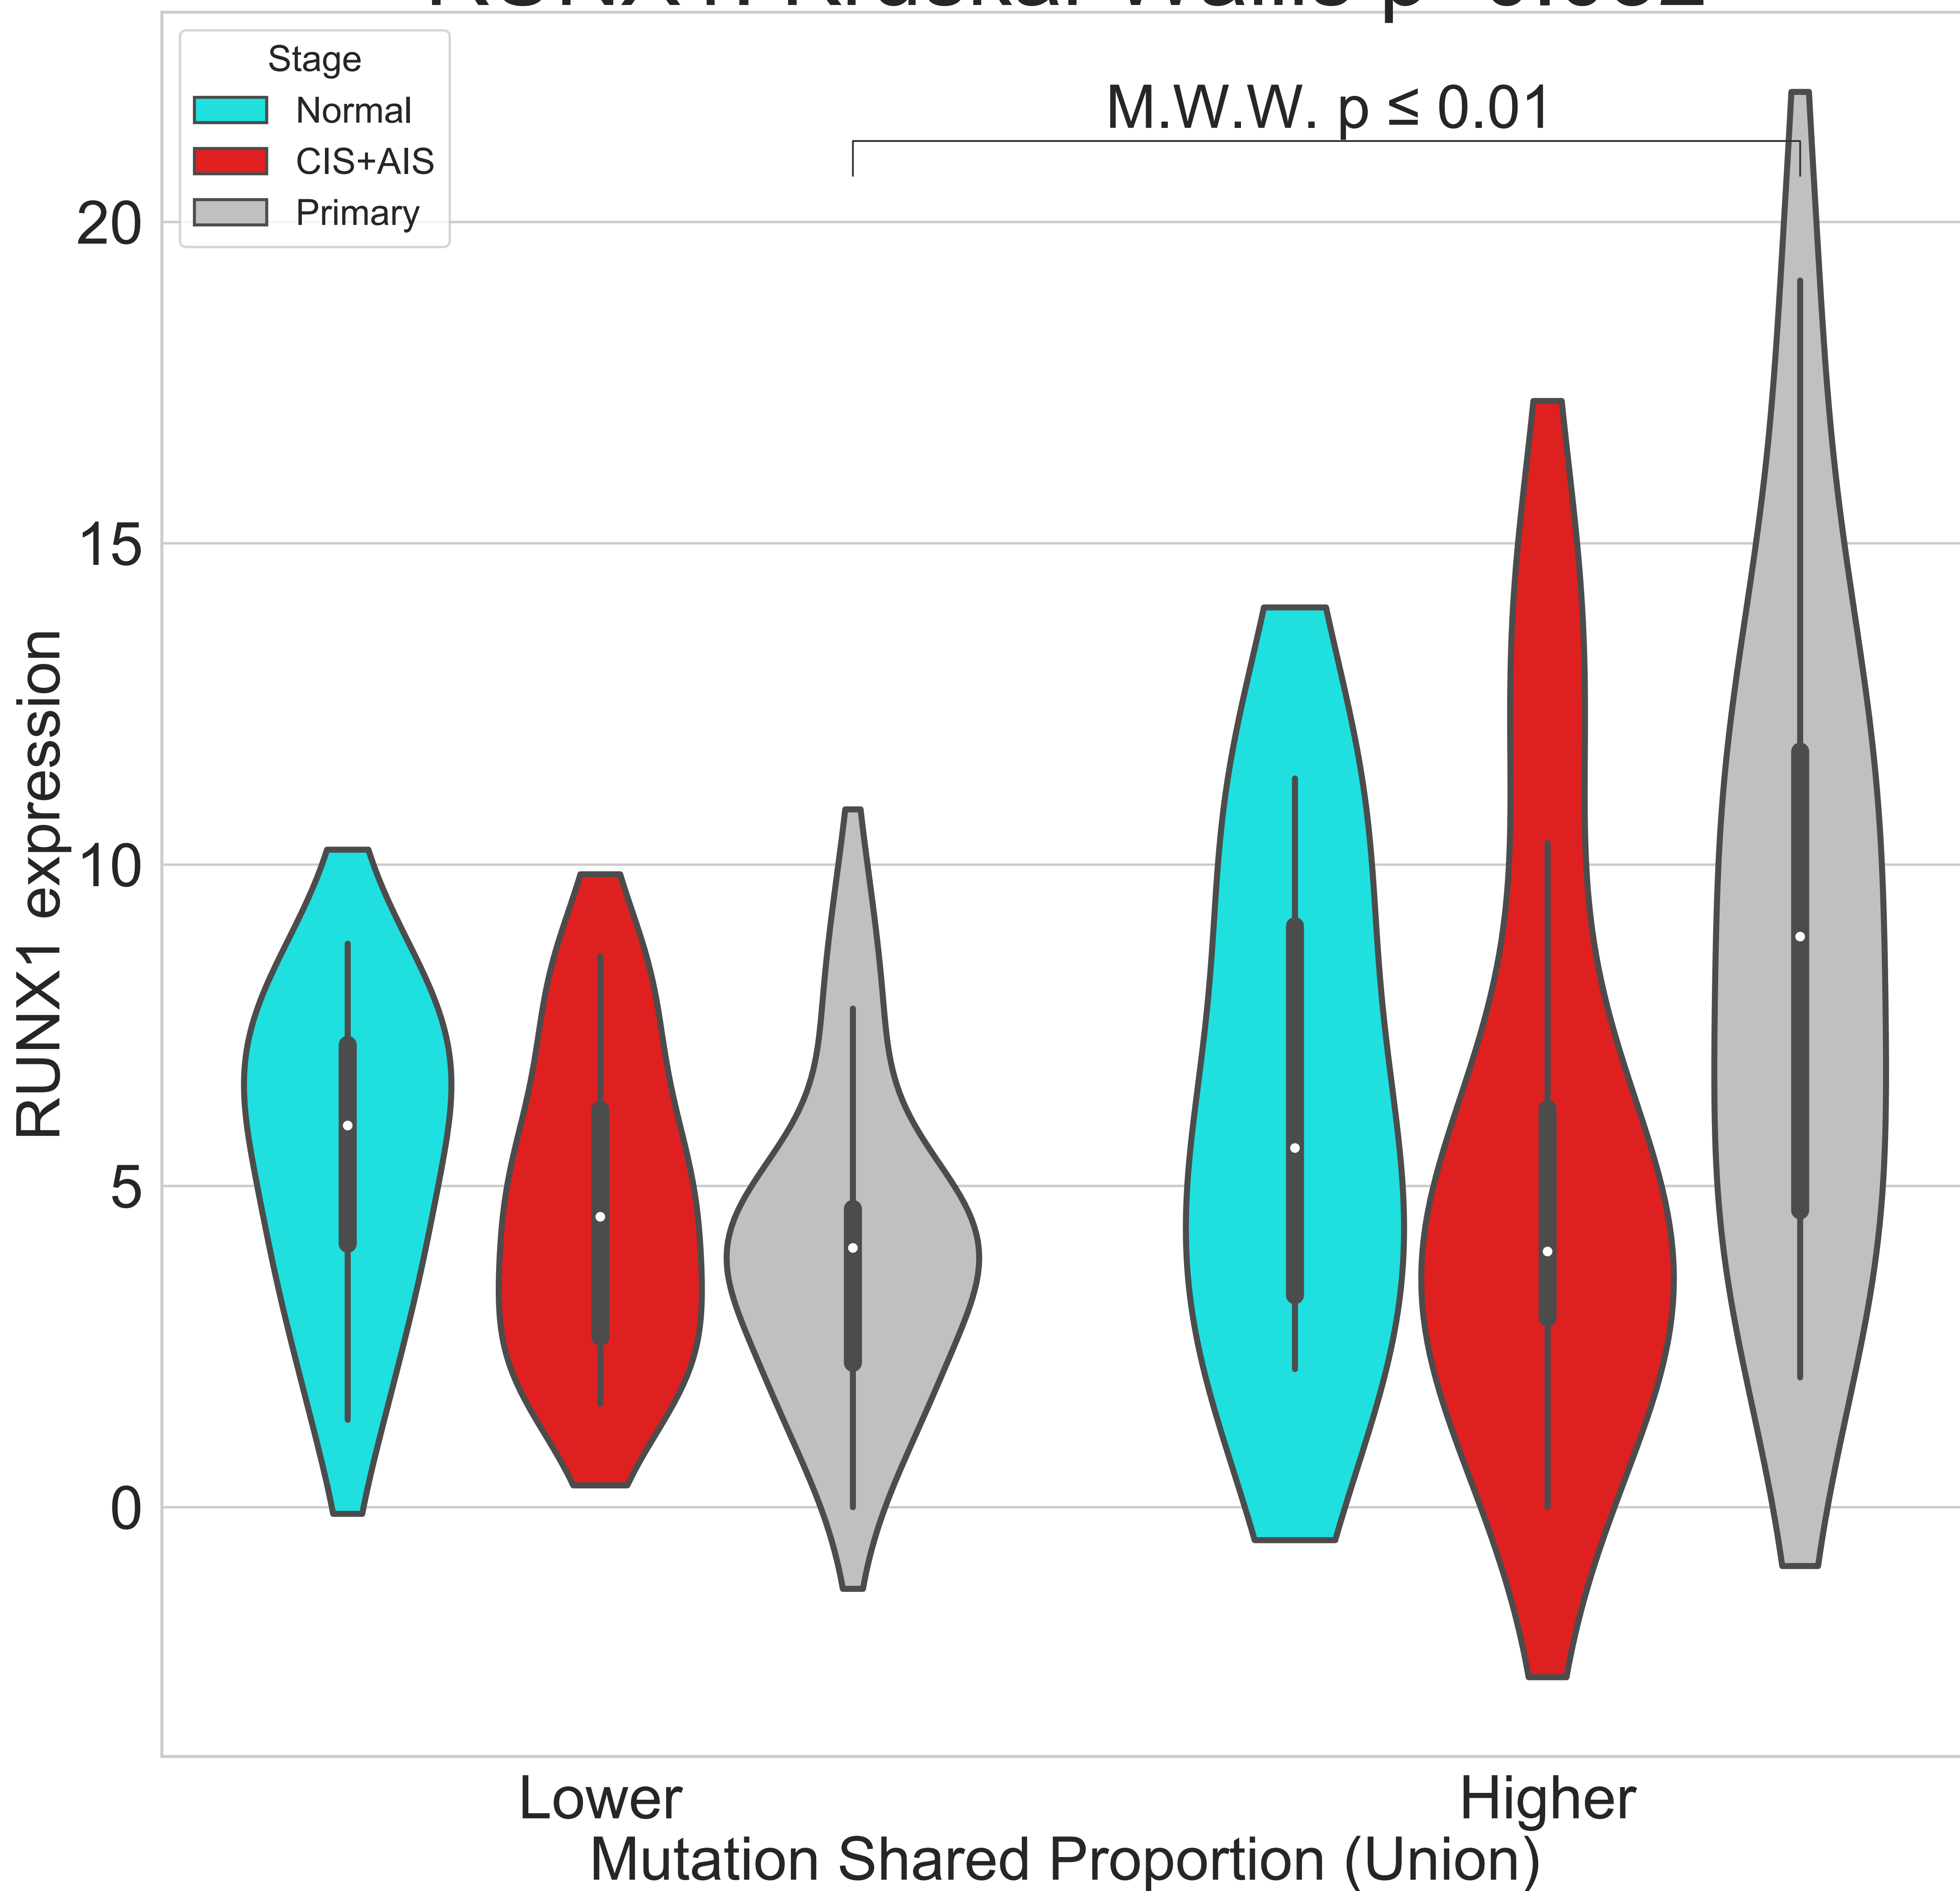 Stage
Normal
CIS+AIS
Primary
M.W.W. p ≤ 0.01
20
15
10
5
0
RUNX1 expression
Lower
Higher
Mutation Shared Proportion (Union)